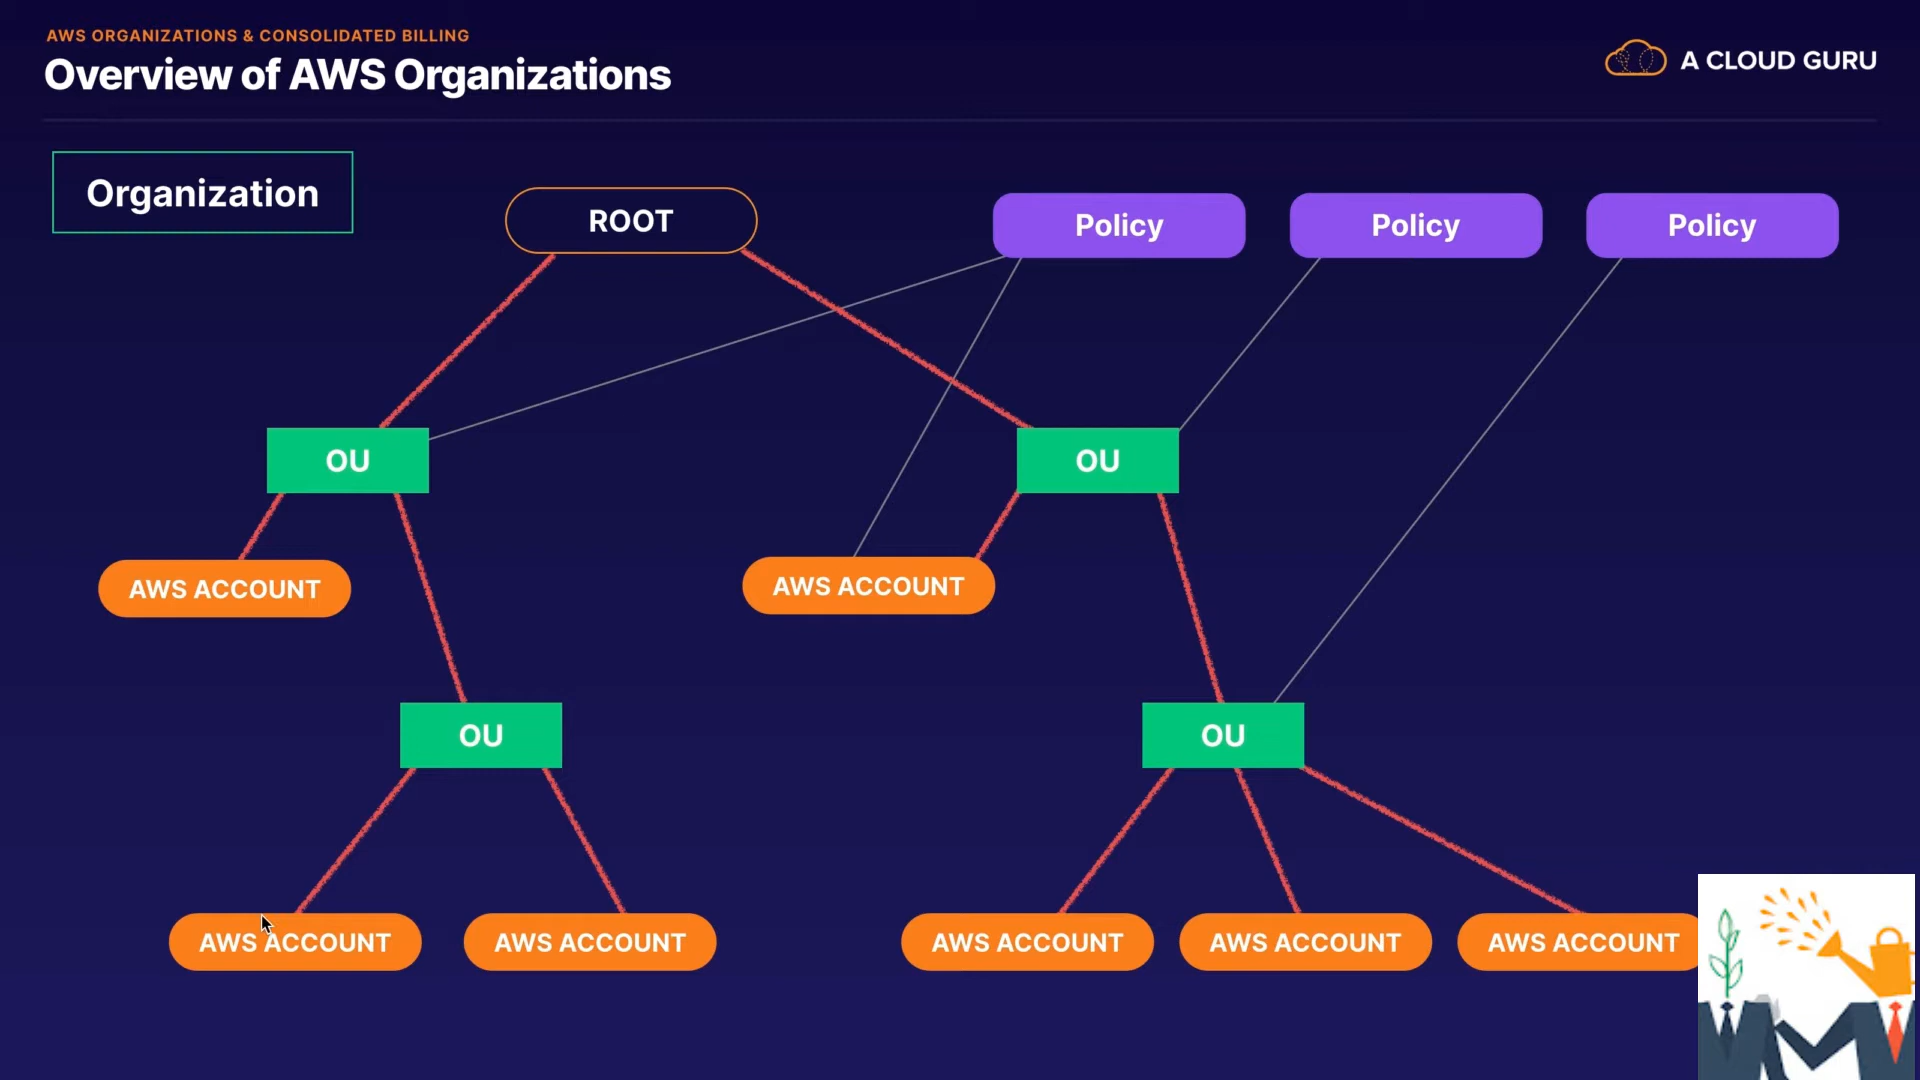 AWS ORGANIZATIONS & CONSOLIDATED BILLING
Overview of AWS Organizations
A CLOUD GURU
Organization
ROOT
Policy
Policy
Policy
OU
OU
AWS ACCOUNT
AWS ACCOUNT
OU
OU
AWS ACCOUNT
AWS ACCOUNT
AWS ACCOUNT
AWS ACCOUNT
AWS ACCOUNT